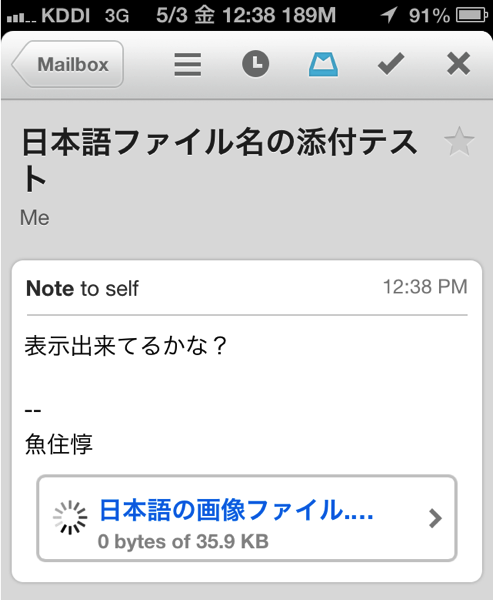 KDDI 3G 5/3 金 12:38 189M 91%
Mailbox
日本語ファイル名の添付テス
ト
Me
Note to self 12:38 PM
表示出来てるかな？
--
魚住惇
日本語の画像ファイル....
0 bytes of 35.9 KB